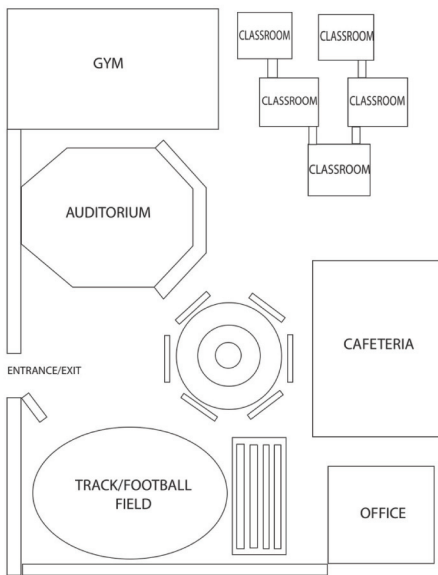 GYM
CLASSROOM
CLASSROOM
CLASSROOM
CLASSROOM
CLASSROOM
AUDITORIUM
CAFETERIA
ENTRANCE/EXIT
TRACK/FOOTBALL
FIELD
OFFICE